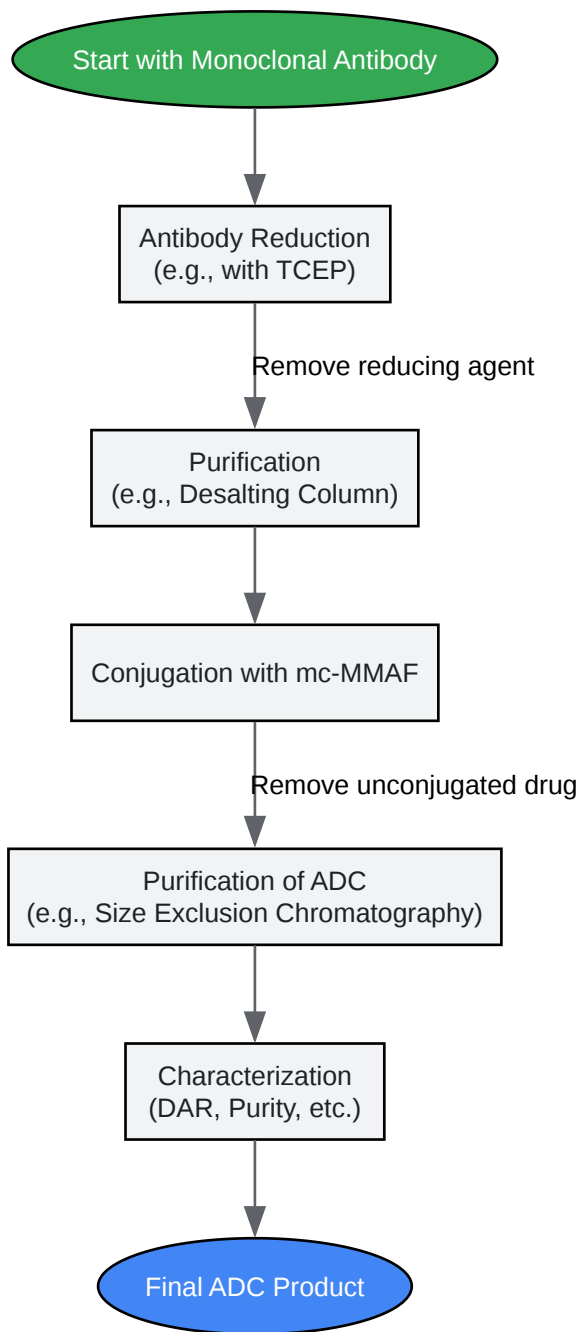 Start with Monoclonal Antibody
Antibody Reduction
(e.g., with TCEP)
Remove reducing agent
Purification
(e.g., Desalting Column)
Conjugation with mc-MMAF
Remove unconjugated drug
Purification of ADC
(e.g., Size Exclusion Chromatography)
Characterization
(DAR, Purity, etc.)
Final ADC Product